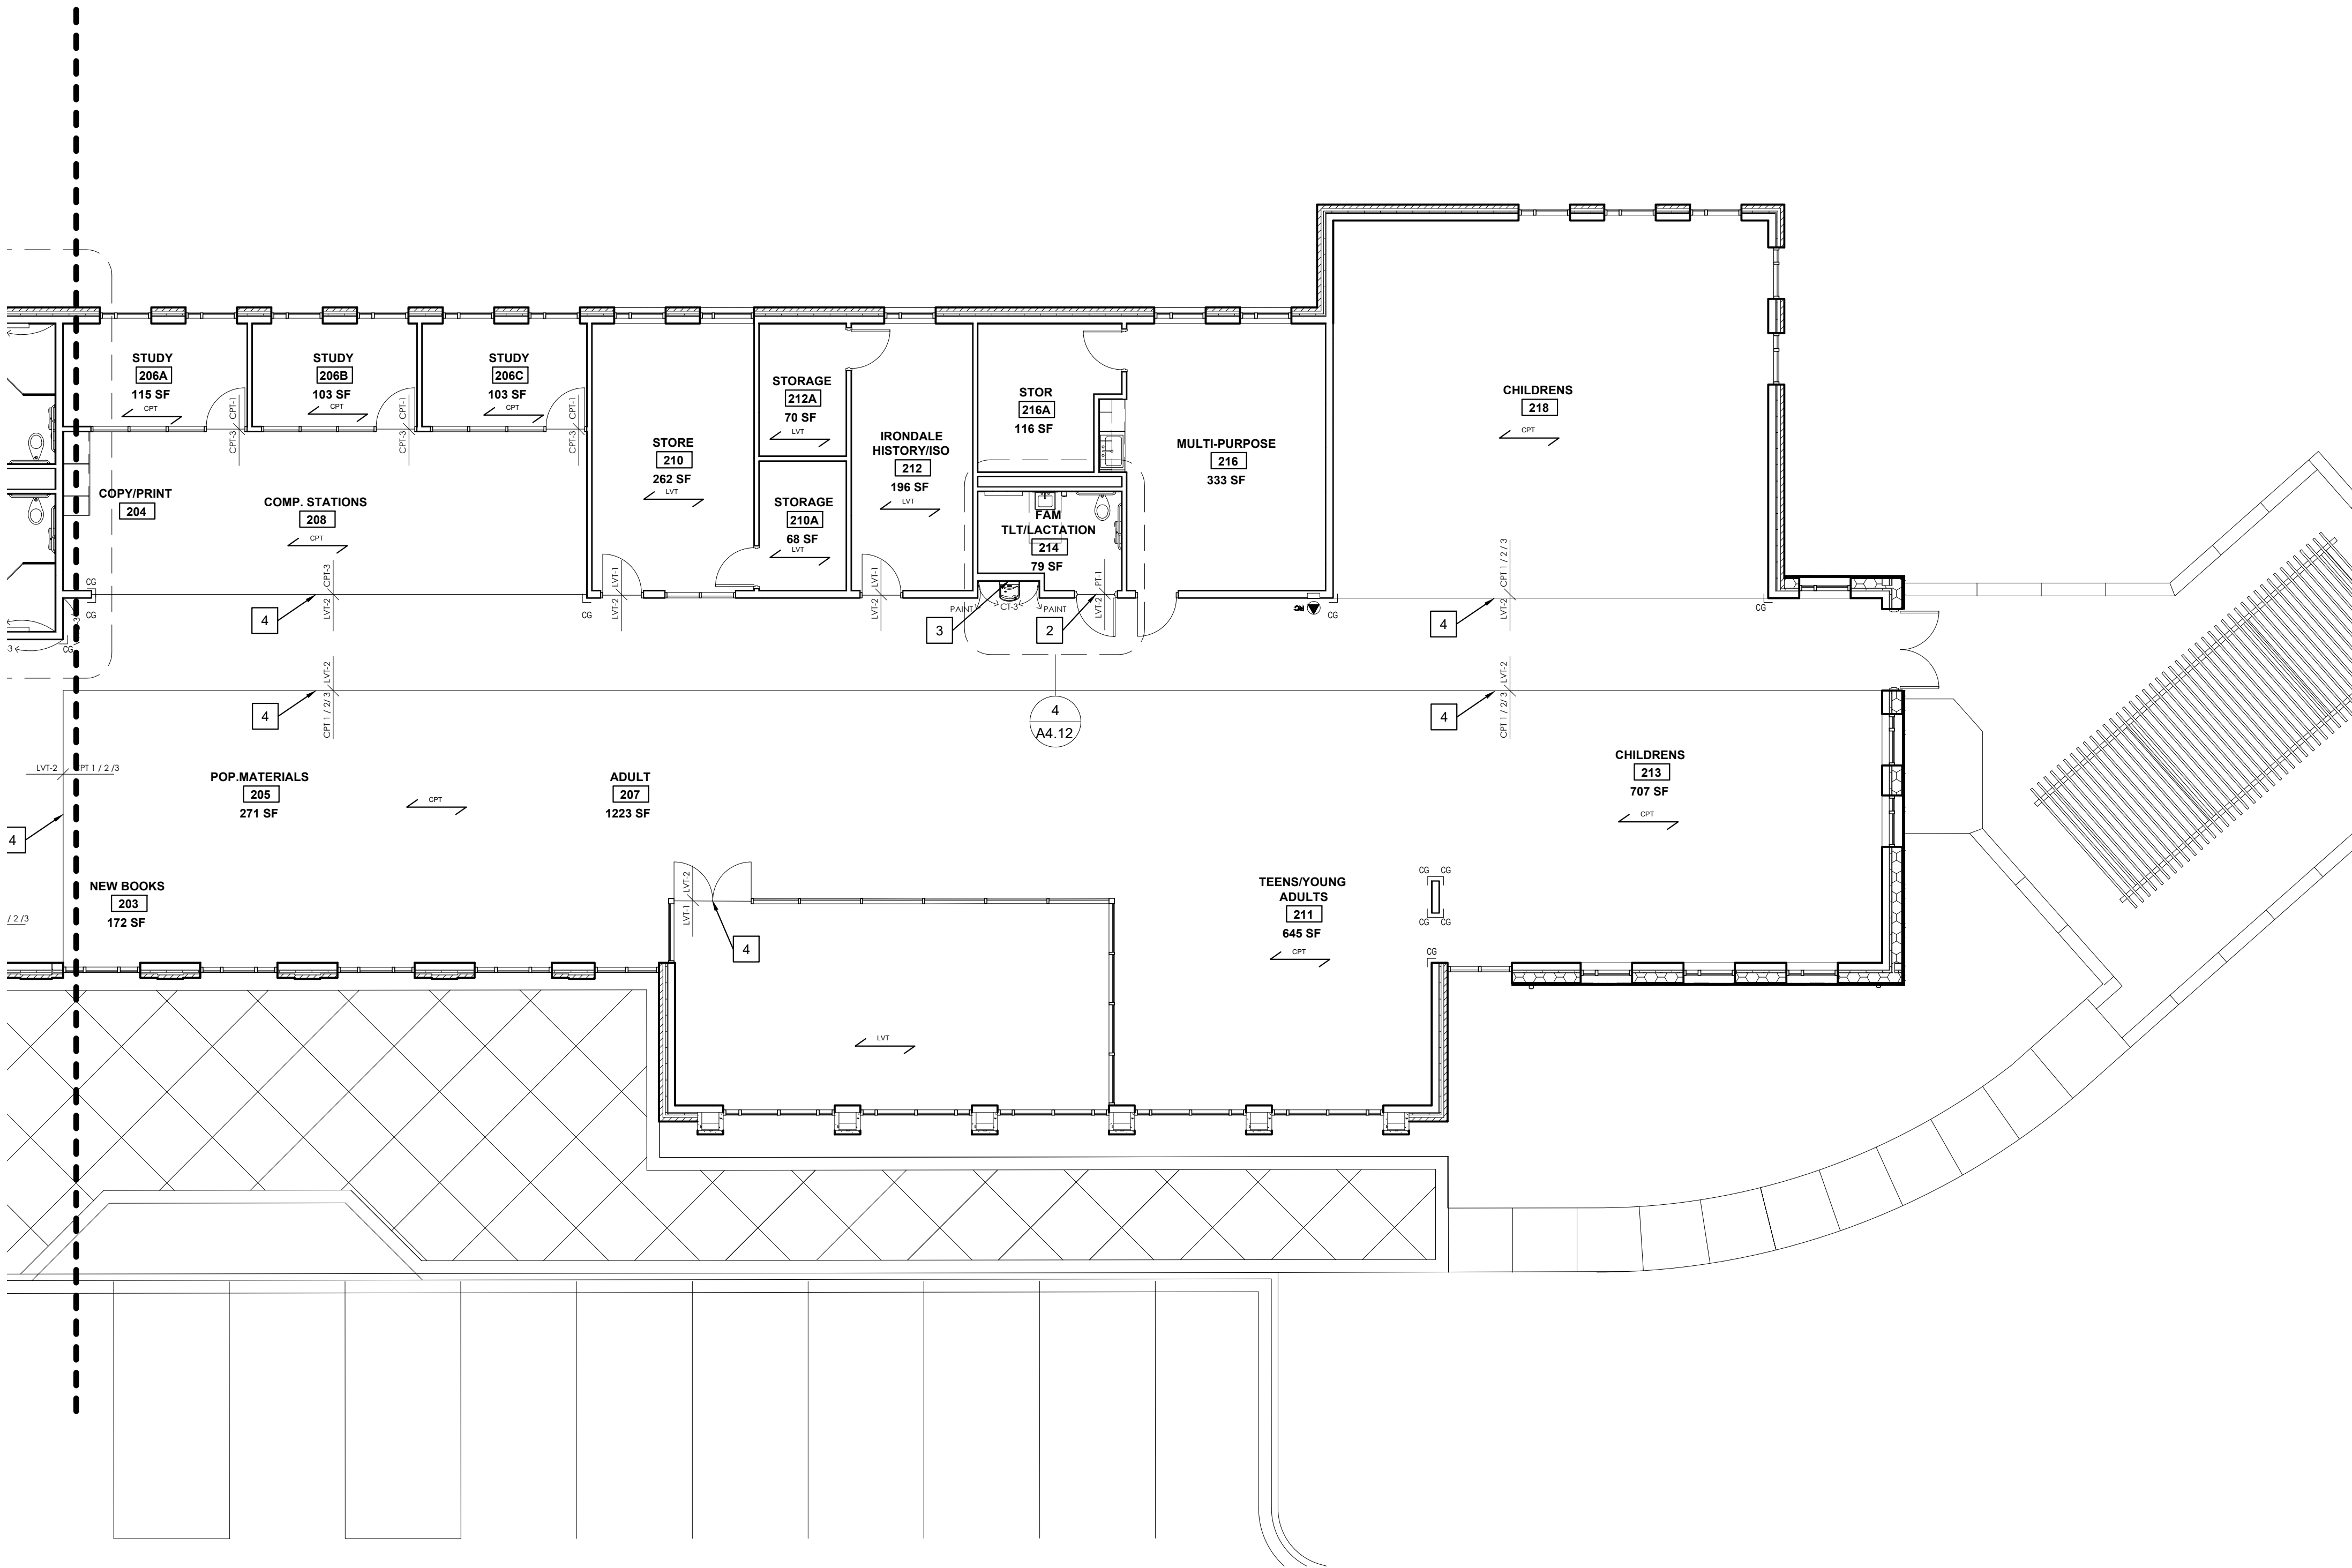 STUDY
206A
115 SF
CPT
STUDY
206B
103 SF
CPT
STUDY
206C
103 SF
CPT
CPT-1
CPT-3
CPT-1
CPT-3
CPT-1
CPT-3
STORE
210
262 SF
LVT
STORAGE
212A
70 SF
LVT
STORAGE
210A
68 SF
LVT
IRONDALE
HISTORY/ISO
212
196 SF
LVT
STOR
216A
116 SF
FAM
TLT/LACTATION
214
79 SF
MULTI-PURPOSE
216
333 SF
CHILDRENS
218
CPT
COPY/PRINT
204
COMP. STATIONS
208
CPT
CG
CG
CG
CPT-3
LVT-2
4
CG
LVT-1
LVT-2
LVT-1
LVT-2
PAINT
CT-3
PAINT
3
2
PT-1
LVT-2
CG
CPT 1 / 2 / 3
LVT-2
4
CG
LVT-2
CPT 1 / 2/ 3
4
4
A4.12
LVT-2
CPT 1 / 2/ 3
4
LVT-2
CPT 1 / 2 /3
4
POP.MATERIALS
205
271 SF
CPT
ADULT
207
1223 SF
CHILDRENS
213
707 SF
CPT
NEW BOOKS
203
172 SF
/ 2 /3
LVT-2
LVT-1
4
TEENS/YOUNG
ADULTS
211
645 SF
CPT
CG CG
CG CG
CG
LVT